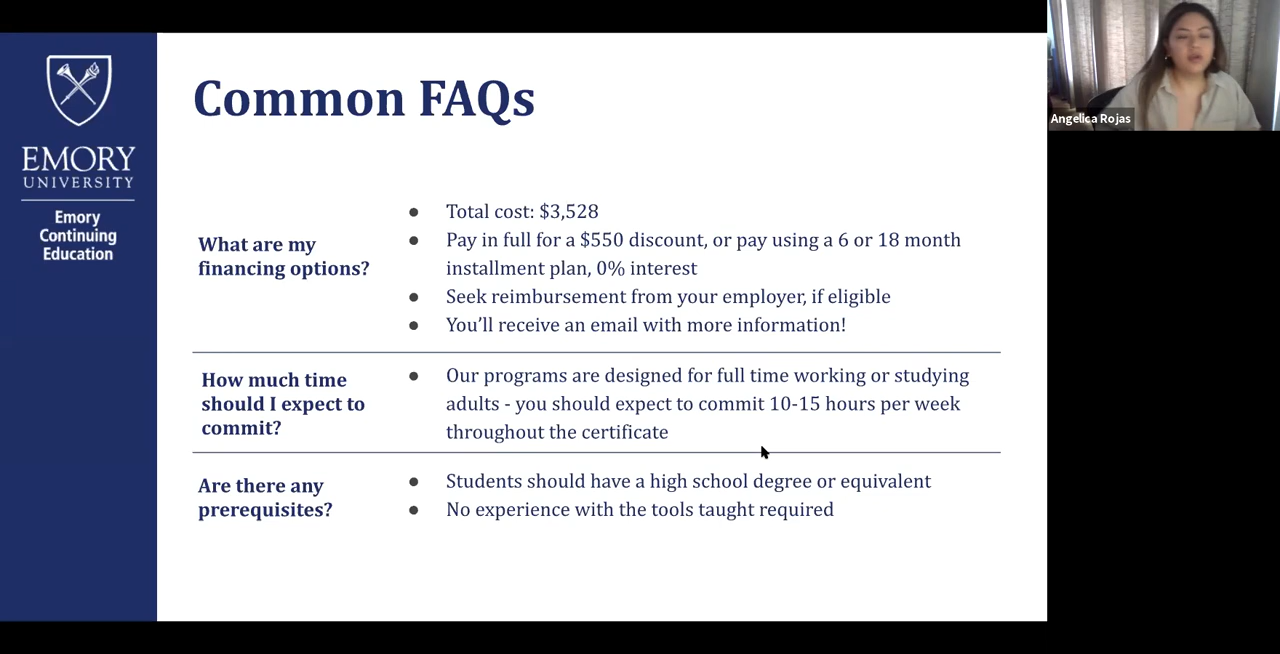 Common FAQs
EMORY
UNIVERSITY
Emory
Continuing
Education
What are my
financing options?
● Total cost: $3,528
● Pay in full for a $550 discount, or pay using a 6 or 18 month
installment plan, 0% interest
● Seek reimbursement from your employer, if eligible
● You’ll receive an email with more information!
How much time
should I expect to
commit?
● Our programs are designed for full time working or studying
adults - you should expect to commit 10-15 hours per week
throughout the certificate
Are there any
prerequisites?
● Students should have a high school degree or equivalent
● No experience with the tools taught required
Angelica Rojas